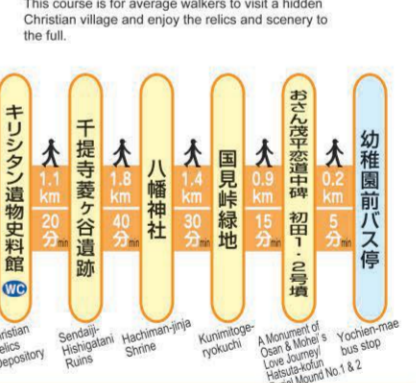 This course is for average walkers to visit a hidden
Christian village and enjoy the relics and scenery to
the full.
キリシタン遺物史料館
WC
1.1
km
20
分min
千提寺菱ヶ谷遺跡
1.8
km
40
分min
八幡神社
1.4
km
30
分min
国見峠緑地
0.9
km
15
分min
おさん茂平恋道中碑 初田1・2号墳
0.2
km
5
分min
幼稚園前バス停
Relics
Sendaiji-
Hishigatani
Ruins
Hachiman-jinja
Shrine
Kunimitoge-
ryokuchi
A Monument of
Osan & Mohei's
Love Journey/
Hatsuta-kofun
Mound No.1 & 2
Yochien-mae
bus stop